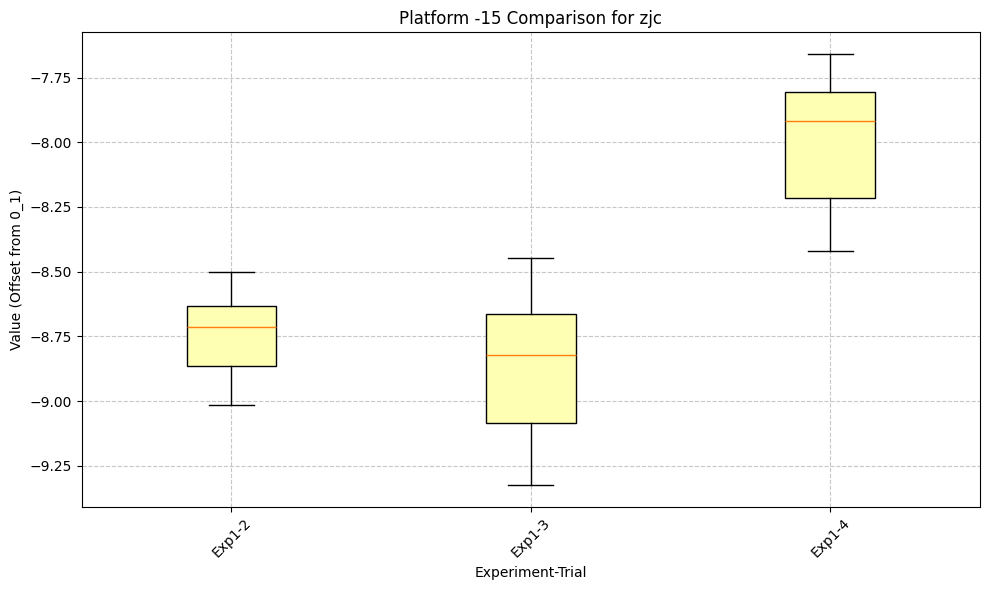 Platform -15 Comparison for zjc
Value (Offset from 0_1)
−7.75
−8.00
−8.25
−8.50
−8.75
−9.00
−9.25
Exp1-2
Exp1-3
Exp1-4
Experiment-Trial